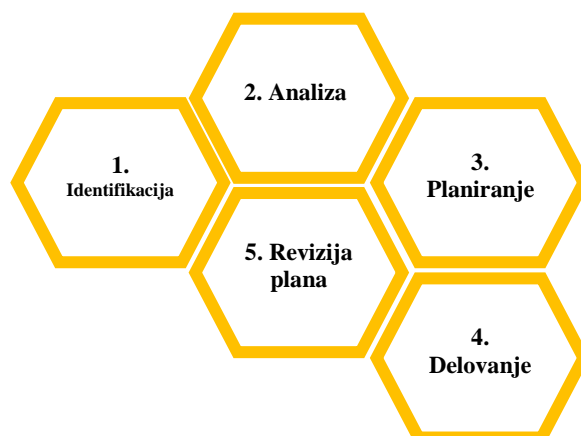 1.
Identifikacija
2. Analiza
3.
Planiranje
4.
Delovanje
5. Revizija
plana